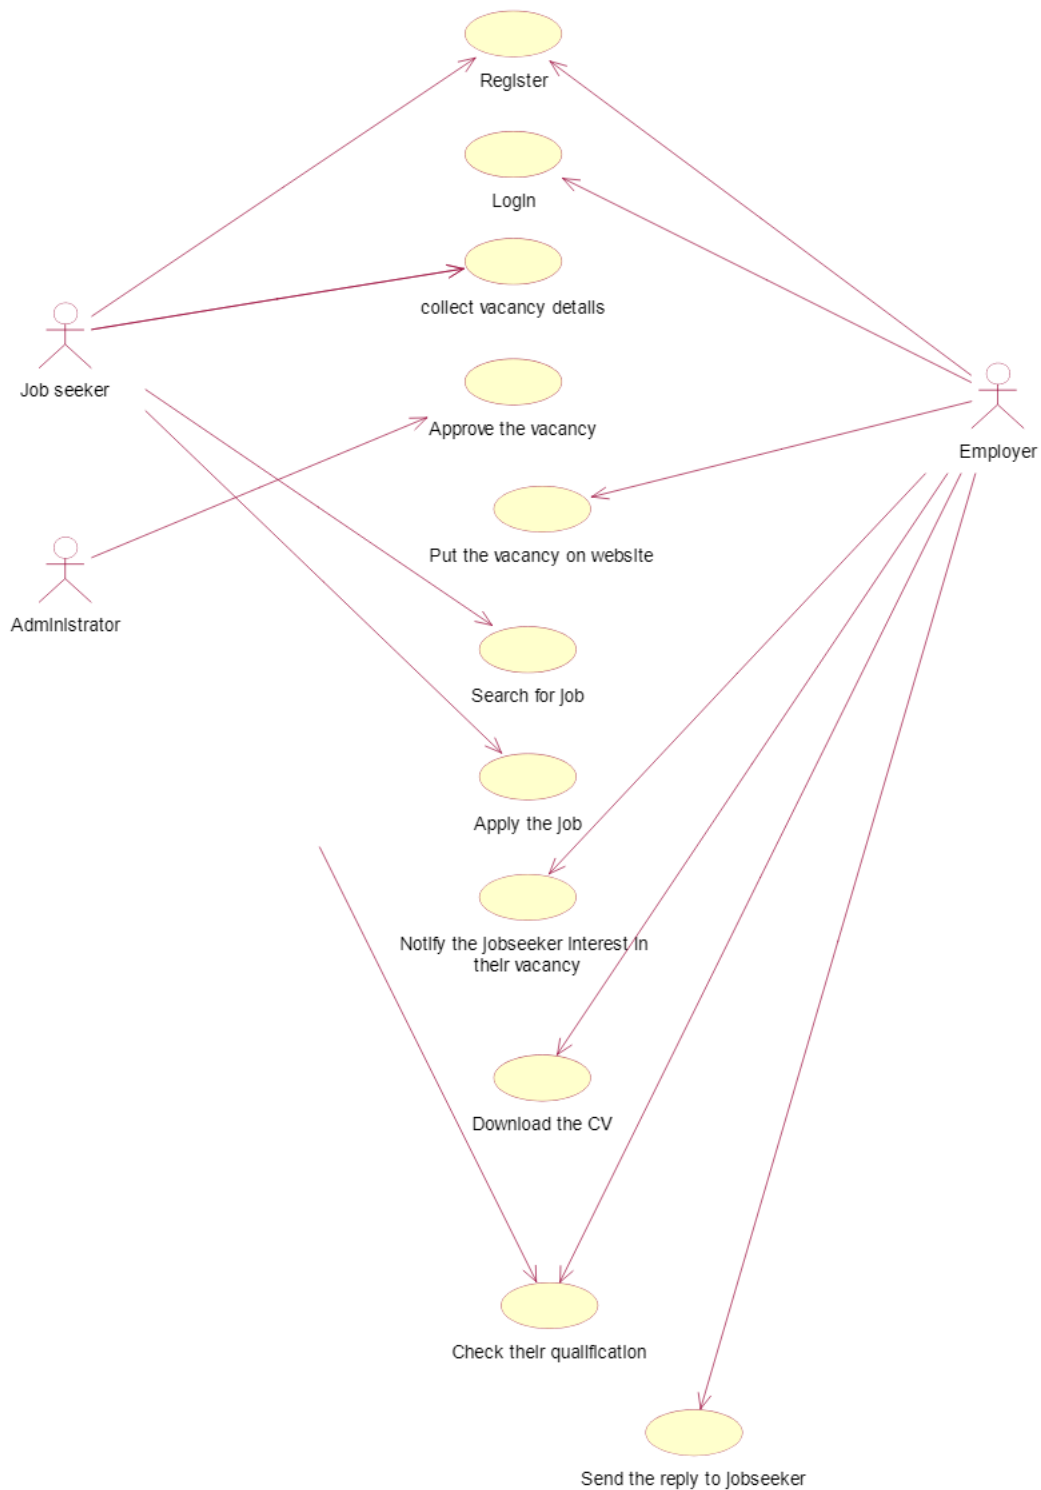 Register
Login
collect vacancy details
Job seeker
Approve the vacancy
Employer
Put the vacancy on website
Administrator
Search for job
Apply the job
Notify the jobseeker interest in
their vacancy
Download the CV
Check their qualification
Send the reply to jobseeker